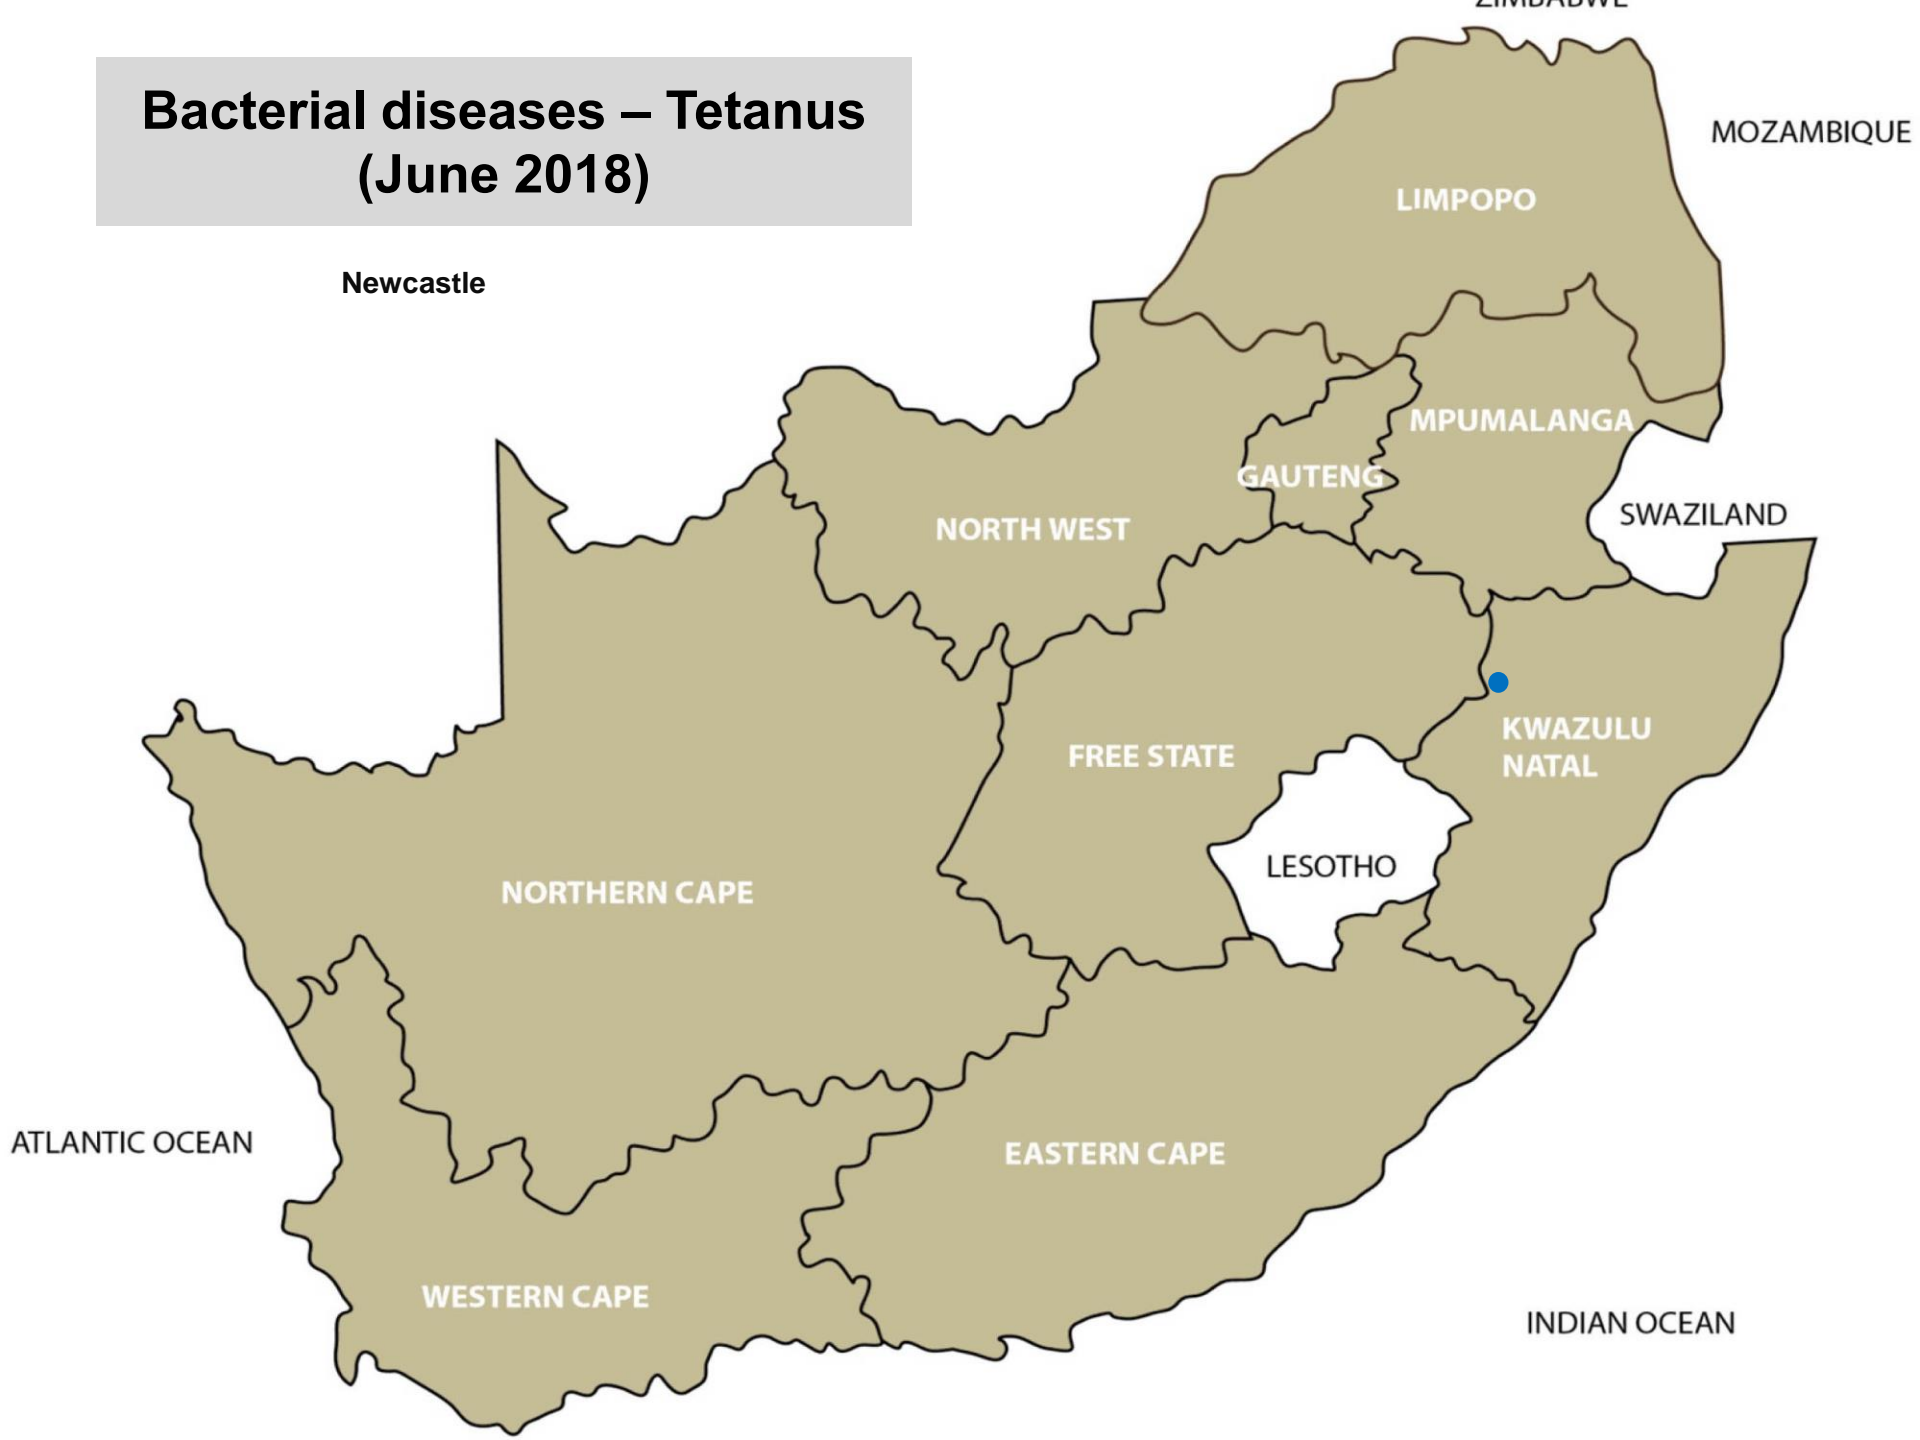 ZIMBABWE
Bacterial diseases – Tetanus
(June 2018)
MOZAMBIQUE
LIMPOPO
Newcastle
MPUMALANGA
GAUTENG
SWAZILAND
NORTH WEST
KWAZULU
NATAL
FREE STATE
LESOTHO
NORTHERN CAPE
ATLANTIC OCEAN
EASTERN CAPE
WESTERN CAPE
INDIAN OCEAN